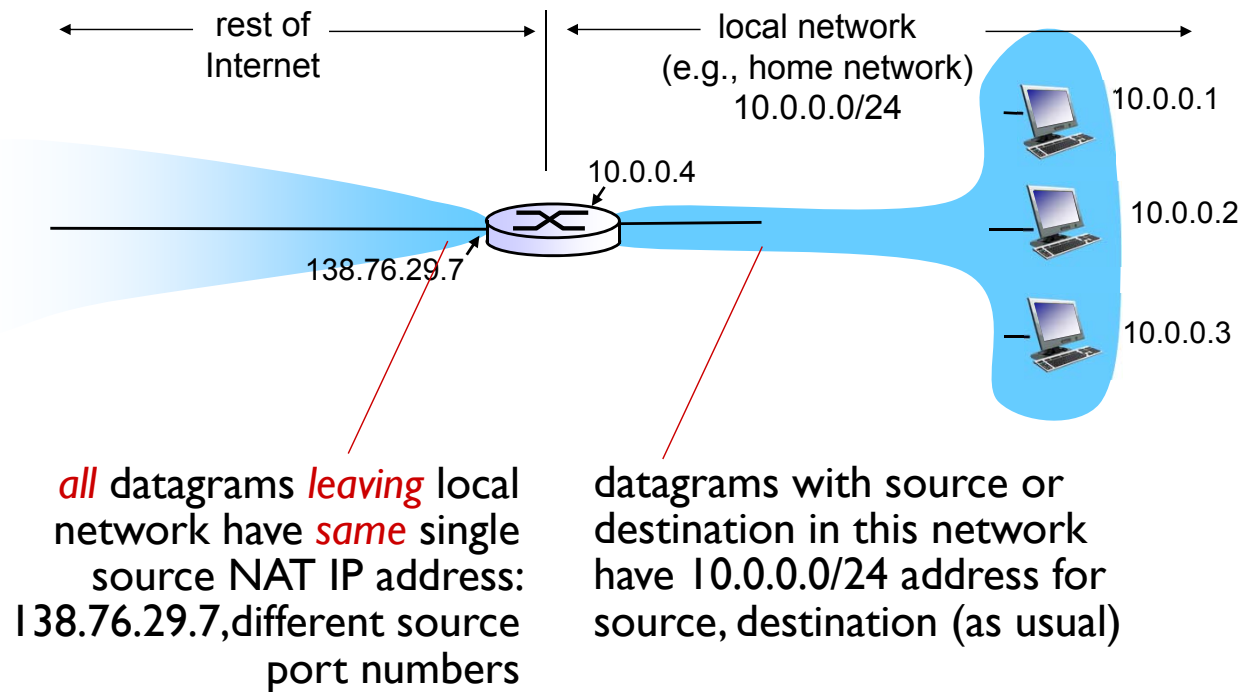 rest of
Internet
local network
(e.g., home network)
10.0.0.0/24
10.0.0.1
10.0.0.4
10.0.0.2
138.76.29.7
10.0.0.3
all datagrams leaving local
network have same single
source NAT IP address:
138.76.29.7,different source
port numbers
datagrams with source or
destination in this network
have 10.0.0.0/24 address for
source, destination (as usual)